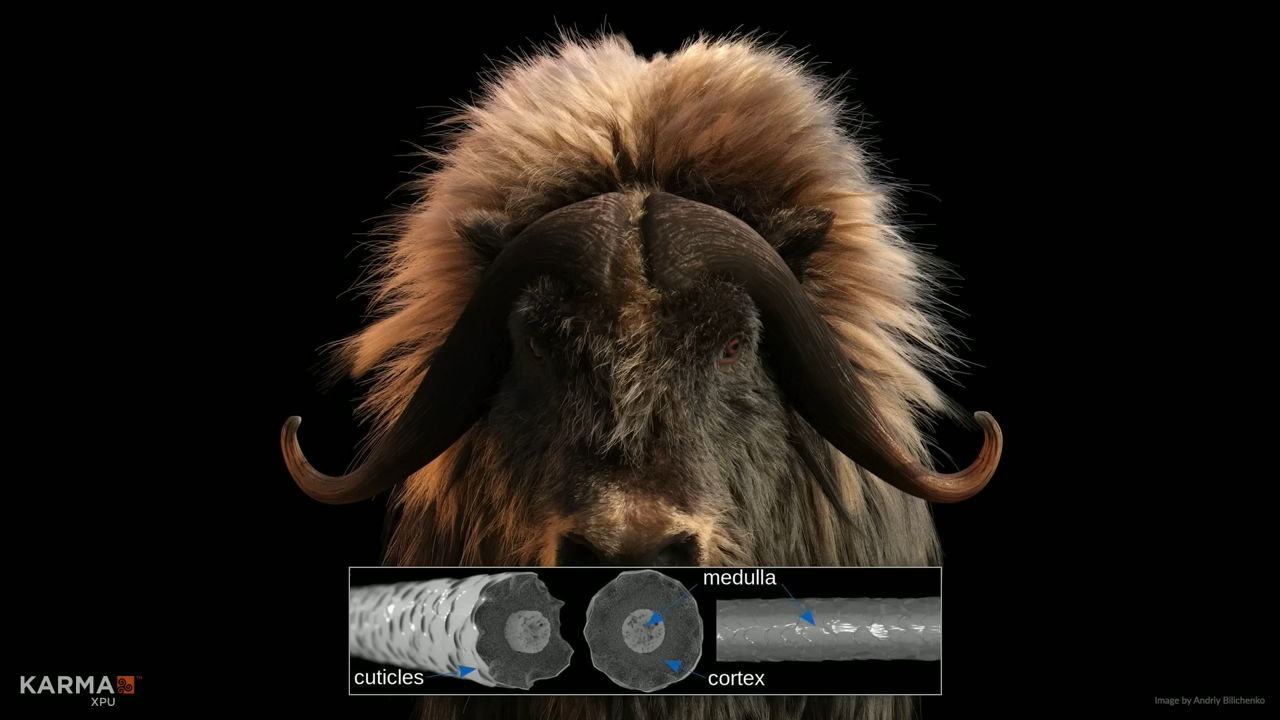 medulla
cuticles
cortex
KARMA
XPU
Image by Andriy Bilichenko